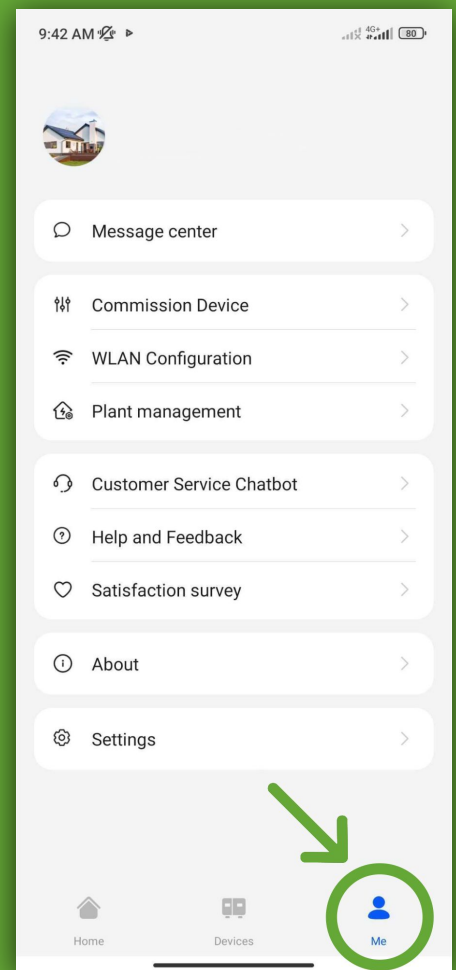 9:42 AM
4G+
80
Message center
Commission Device
WLAN Configuration
Plant management
Customer Service Chatbot
Help and Feedback
Satisfaction survey
About
Settings
Home
Devices
Me